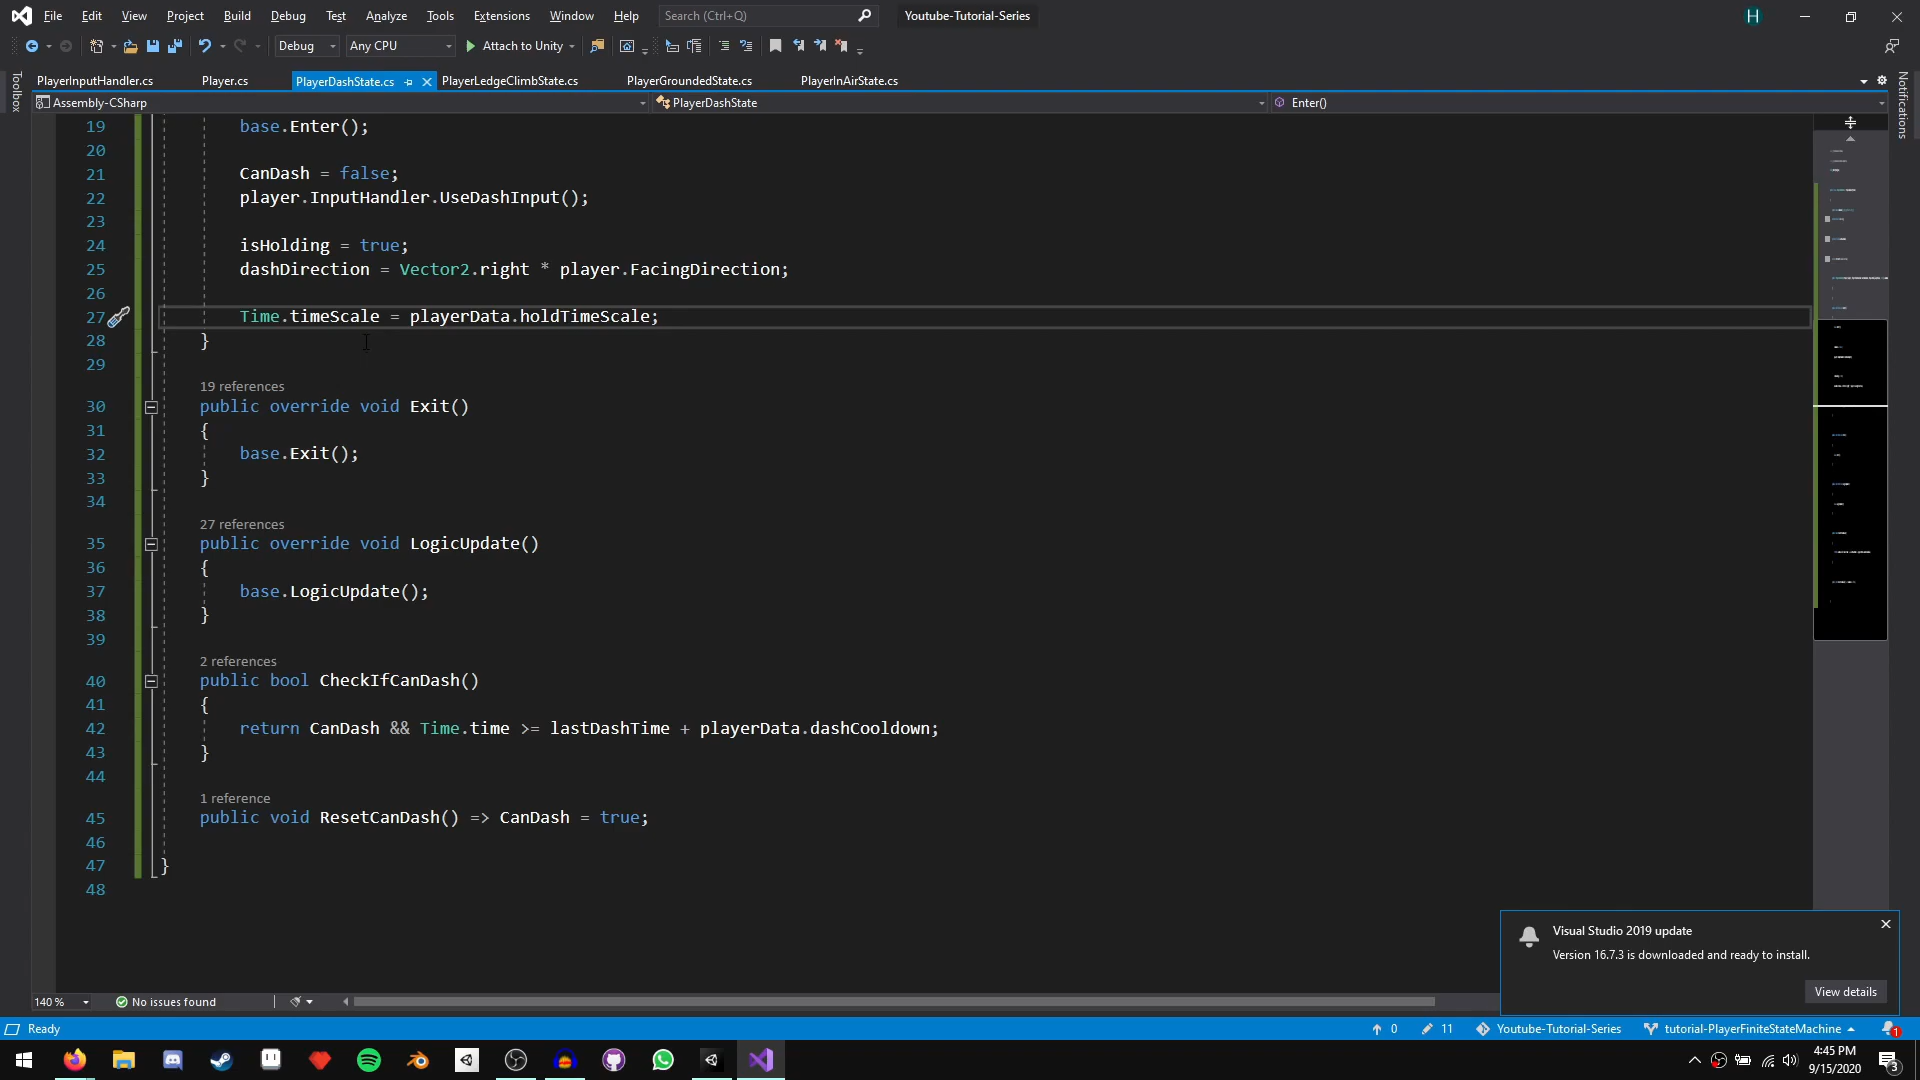 File Edit View Project Build Debug Test Analyze Tools Extensions Window Help Search (Ctrl+Q) Youtube-Tutorial-Series H
Debug Any CPU Attach to Unity
PlayerInputHandler.cs Player.cs PlayerDashState.cs PlayerLedgeClimbState.cs PlayerGroundedState.cs PlayerInAirState.cs
Toolbox
Notifications
Assembly-CSharp PlayerDashState Enter()
19 base.Enter();
20
21 CanDash = false;
22 player.InputHandler.UseDashInput();
23
24 isHolding = true;
25 dashDirection = Vector2.right * player.FacingDirection;
26
27 Time.timeScale = playerData.holdTimeScale;
28 }
29
19 references
30 public override void Exit()
31 {
32 base.Exit();
33 }
34
27 references
35 public override void LogicUpdate()
36 {
37 base.LogicUpdate();
38 }
39
2 references
40 public bool CheckIfCanDash()
41 {
42 return CanDash && Time.time >= lastDashTime + playerData.dashCooldown;
43 }
44
1 reference
45 public void ResetCanDash() => CanDash = true;
46
47 }
48
Visual Studio 2019 update
Version 16.7.3 is downloaded and ready to install.
View details
140 % No issues found
Ready 0 11 Youtube-Tutorial-Series tutorial-PlayerFiniteStateMachine 1
4:45 PM
9/15/2020
3